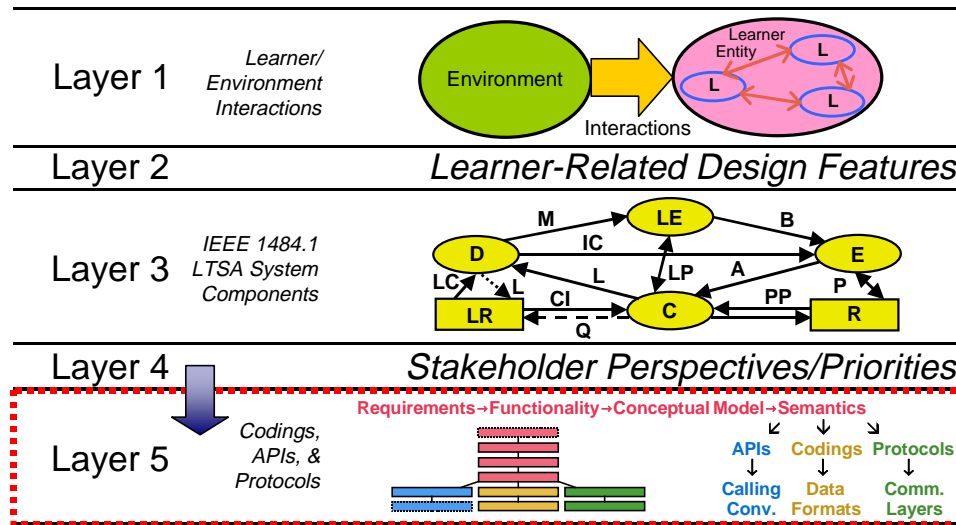 Layer 1
Learner/
Environment
Interactions
Environment
Interactions
Learner
Entity
L
L
L
Layer 2
Learner-Related Design Features
Layer 3
IEEE 1484.1
LTSA System
Components
M
LE
B
D
IC
E
LC
L
L
LP
A
P
LR
CI
C
PP
R
Q
Layer 4
Stakeholder Perspectives/Priorities
Layer 5
Codings,
APIs, &
Protocols
Requirements→Functionality→Conceptual Model→Semantics
APIs Codings Protocols
Calling Data Comm.
Conv. Formats Layers